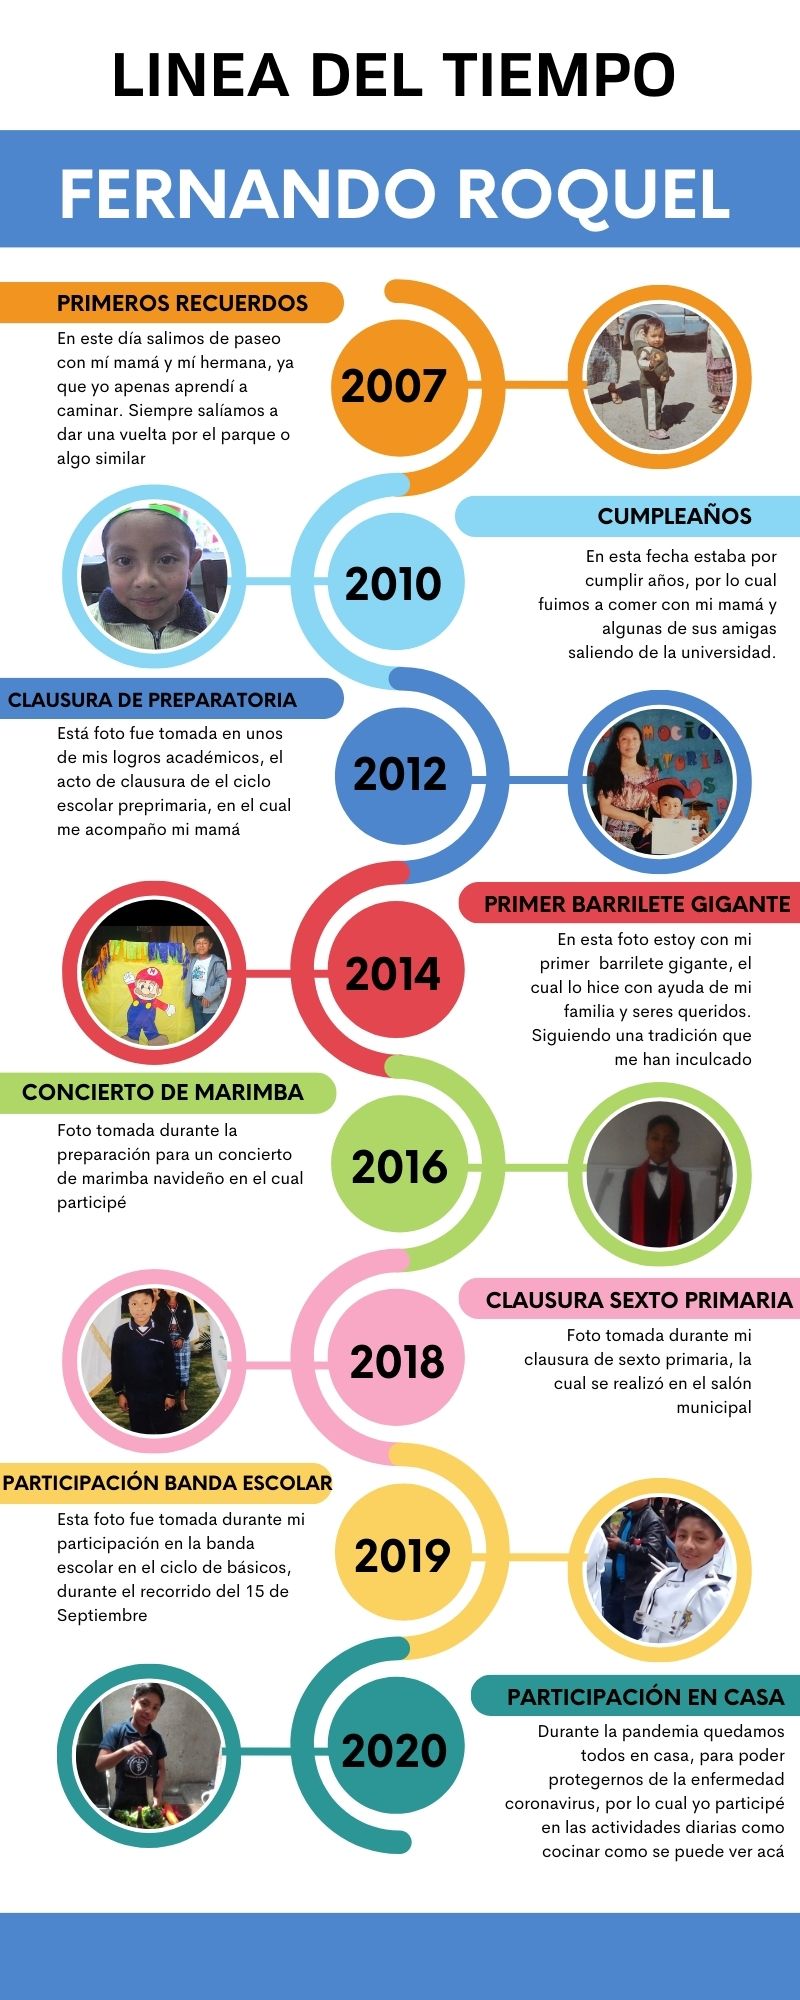 LINEA DEL TIEMPO
FERNANDO ROQUEL
PRIMEROS RECUERDOS
En este día salimos de paseo
con mí mamá y mí hermana, ya
que yo apenas aprendí a
caminar. Siempre salíamos a
dar una vuelta por el parque o
algo similar
2007
CUMPLEAÑOS
En esta fecha estaba por
cumplir años, por lo cual
fuimos a comer con mi mamá y
algunas de sus amigas
saliendo de la universidad.
2010
CLAUSURA DE PREPARATORIA
Está foto fue tomada en unos
de mis logros académicos, el
acto de clausura de el ciclo
escolar preprimaria, en el cual
me acompaño mi mamá
2012
PRIMER BARRILETE GIGANTE
En esta foto estoy con mi
primer  barrilete gigante, el
cual lo hice con ayuda de mi
familia y seres queridos.
Siguiendo una tradición que
me han inculcado
2014
CONCIERTO DE MARIMBA
Foto tomada durante la
preparación para un concierto
de marimba navideño en el cual
participé
2016
CLAUSURA SEXTO PRIMARIA
Foto tomada durante mi
clausura de sexto primaria, la
cual se realizó en el salón
municipal
2018
PARTICIPACIÓN BANDA ESCOLAR
Esta foto fue tomada durante mi
participación en la banda
escolar en el ciclo de básicos,
durante el recorrido del 15 de
Septiembre
2019
PARTICIPACIÓN EN CASA
Durante la pandemia quedamos
todos en casa, para poder
protegernos de la enfermedad
coronavirus, por lo cual yo participé
en las actividades diarias como
cocinar como se puede ver acá
2020